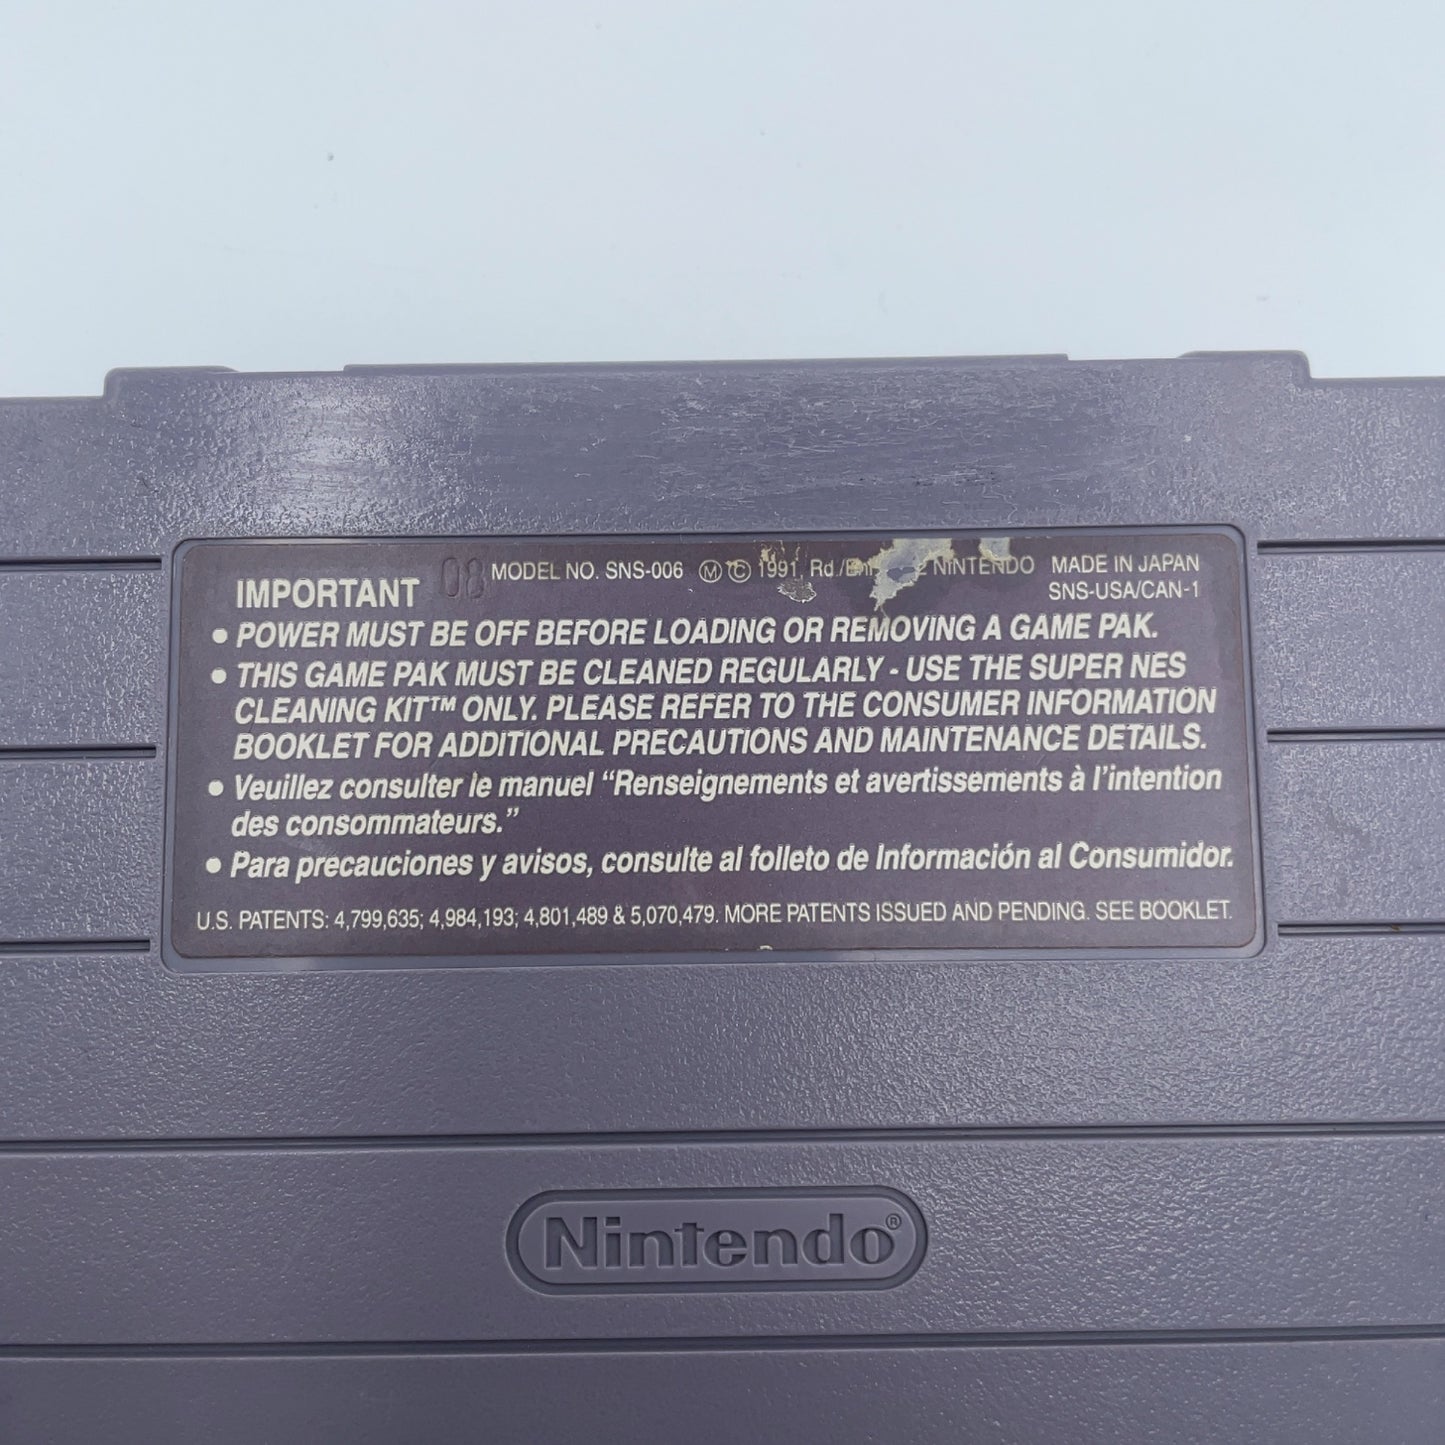 IMPORTANT 08 MODEL NO. SNS-006 Ⓜ © 1991, Rd./ NINTENDO MADE IN JAPAN
SNS-USA/CAN-1
• POWER MUST BE OFF BEFORE LOADING OR REMOVING A GAME PAK.
• THIS GAME PAK MUST BE CLEANED REGULARLY - USE THE SUPER NES
CLEANING KIT™ ONLY. PLEASE REFER TO THE CONSUMER INFORMATION
BOOKLET FOR ADDITIONAL PRECAUTIONS AND MAINTENANCE DETAILS.
• Veuillez consulter le manuel “Renseignements et avertissements à l’intention
des consommateurs.”
• Para precauciones y avisos, consulte al folleto de Información al Consumidor.
U.S. PATENTS: 4,799,635; 4,984,193; 4,801,489 & 5,070,479. MORE PATENTS ISSUED AND PENDING. SEE BOOKLET.
Nintendo®